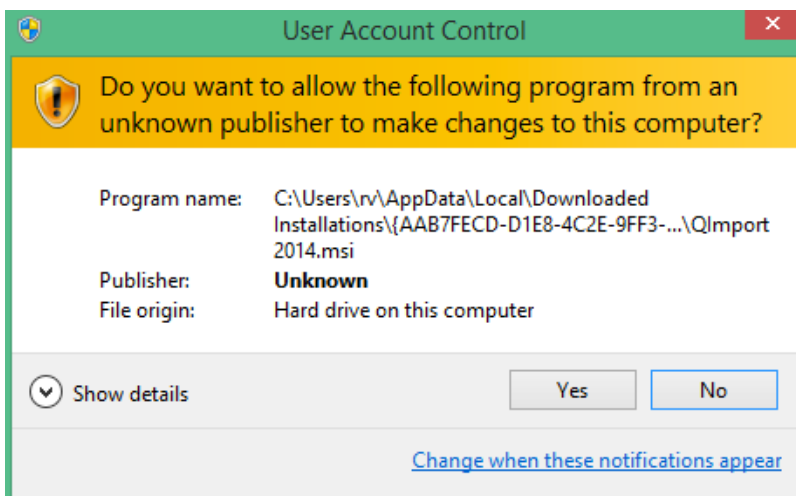 User Account Control
Do you want to allow the following program from an
unknown publisher to make changes to this computer?
Program name: C:\Users\rv\AppData\Local\Downloaded
Installations\{AAB7FECD-D1E8-4C2E-9FF3-...\QImport
2014.msi
Publisher: Unknown
File origin: Hard drive on this computer
Show details Yes No
Change when these notifications appear